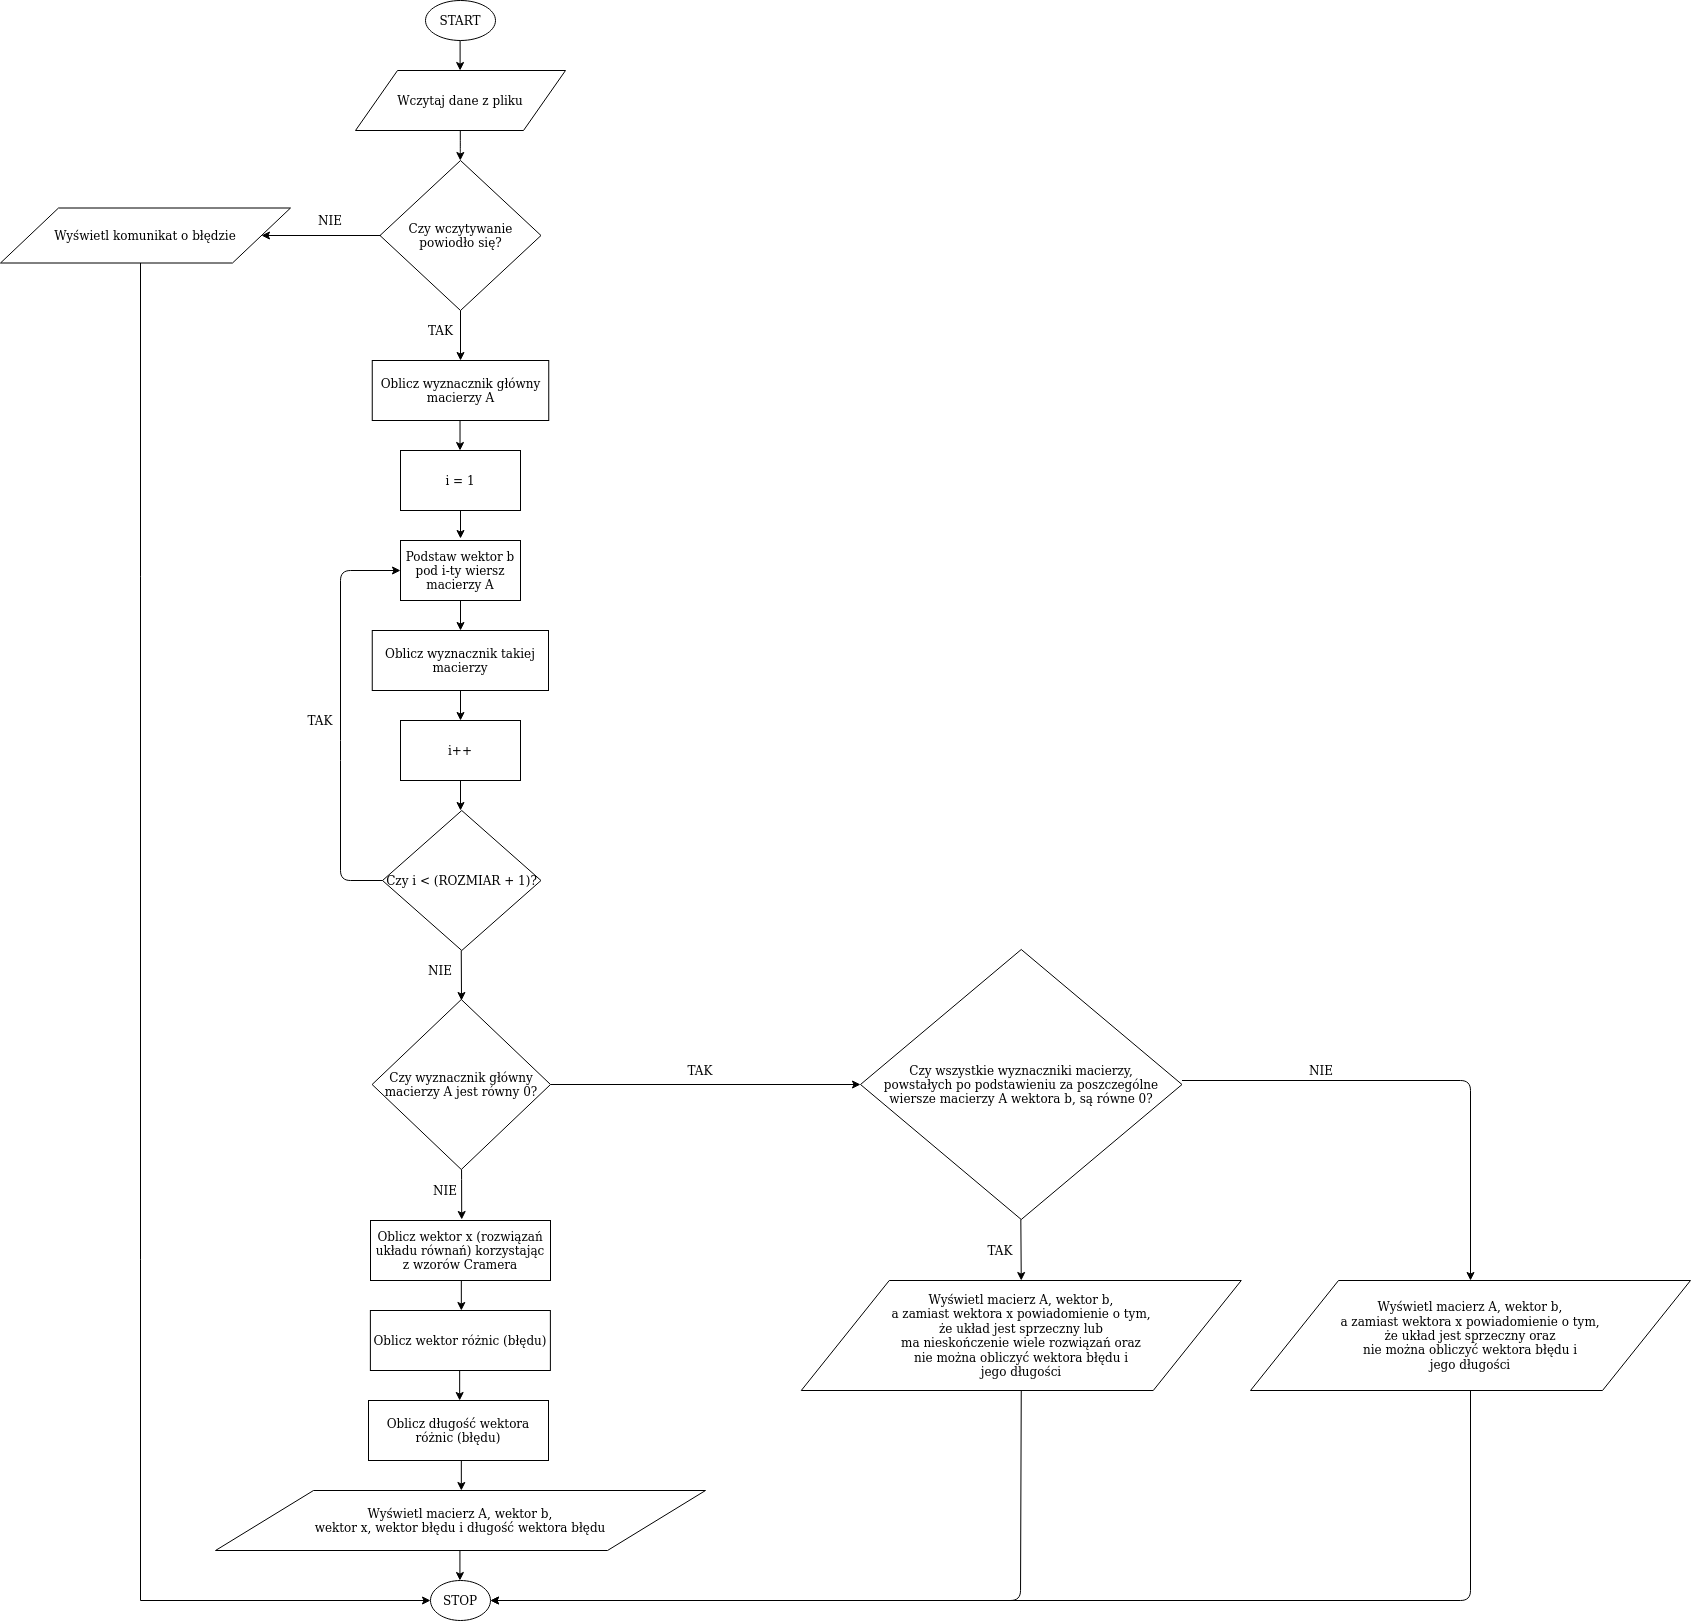 START
Wczytaj dane z pliku
Czy wczytywanie
powiodło się?
NIE
Wyświetl komunikat o błędzie
TAK
Oblicz wyznacznik główny
macierzy A
i = 1
Podstaw wektor b
pod i-ty wiersz
macierzy A
Oblicz wyznacznik takiej
macierzy
i++
TAK
Czy i < (ROZMIAR + 1)?
NIE
Czy wyznacznik główny
macierzy A jest równy 0?
TAK
Czy wszystkie wyznaczniki macierzy,
powstałych po podstawieniu za poszczególne
wiersze macierzy A wektora b, są równe 0?
NIE
NIE
Oblicz wektor x (rozwiązań
układu równań) korzystając
z wzorów Cramera
Oblicz wektor różnic (błędu)
Oblicz długość wektora
różnic (błędu)
Wyświetl macierz A, wektor b,
wektor x, wektor błędu i długość wektora błędu
TAK
Wyświetl macierz A, wektor b,
a zamiast wektora x powiadomienie o tym,
że układ jest sprzeczny lub
ma nieskończenie wiele rozwiązań oraz
nie można obliczyć wektora błędu i
jego długości
Wyświetl macierz A, wektor b,
a zamiast wektora x powiadomienie o tym,
że układ jest sprzeczny oraz
nie można obliczyć wektora błędu i
jego długości
STOP